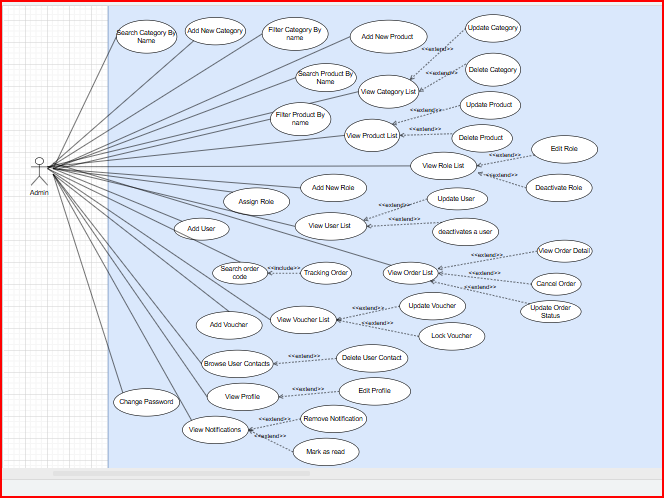 Search Category By
Name
Add New Category
Filter Category By
name
Add New Product
Update Category
<<extend>>
Delete Category
<<extend>>
Search Product By
Name
View Category List
Filter Product By
name
Update Product
<<extend>>
View Product List
Delete Product
<<extend>>
Edit Role
<<extend>>
View Role List
Deactivate Role
<<extend>>
Admin
Add New Role
Assign Role
Update User
<<extend>>
View User List
<<extend>>
deactivates a user
Add User
View Order Detail
<<extend>>
Search order
code
<<include>>
Tracking Order
View Order List
<<extend>>
Cancel Order
<<extend>>
Update Order
Status
Update Voucher
<<extend>>
Add Voucher
View Voucher List
<<extend>>
Lock Voucher
Browse User Contacts
<<extend>>
Delete User Contact
View Profile
<<extend>>
Edit Profile
Change Password
View Notifications
<<extend>>
Remove Notification
<<extend>>
Mark as read